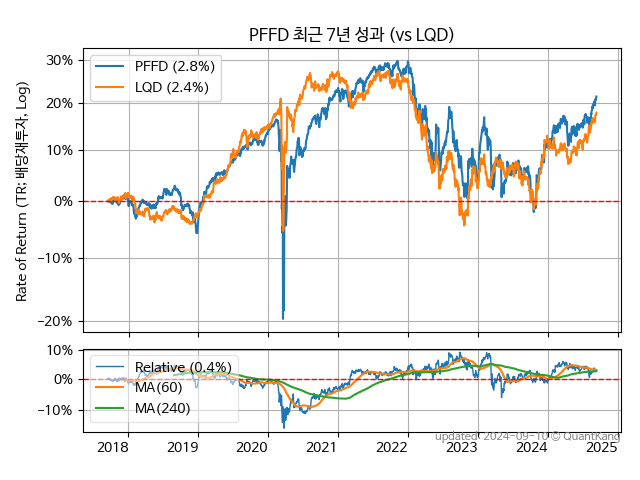 PFFD 최근 7년 성과 (vs LQD)
Rate of Return (TR: 배당재투자, Log)
30%
20%
10%
0%
−10%
−20%
PFFD (2.8%)
LQD (2.4%)
10%
0%
−10%
Relative (0.4%)
MA(60)
MA(240)
updated: 2024-09-10 © QuantKang
2018 2019 2020 2021 2022 2023 2024 2025